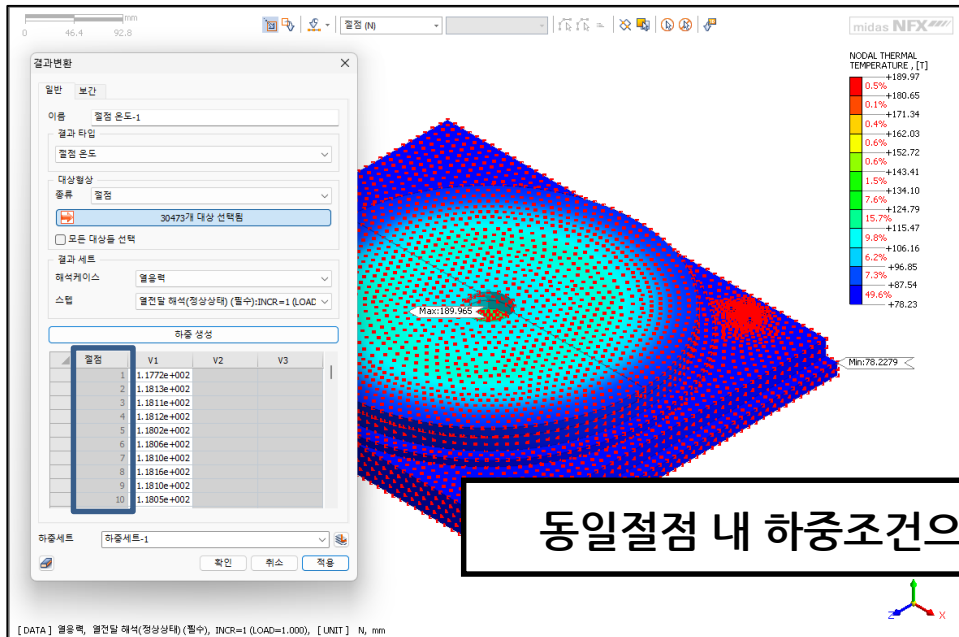 mm
0 46.4 92.8
절점 (N)
midas NFX
결과변환
일반 보간
이름 절점 온도-1
결과 타입
절점 온도
대상형상
종류 절점
30473개 대상 선택됨
모든 대상들 선택
결과 세트
해석케이스 열응력
스텝 열전달 해석(정상상태) (필수):INCR=1 (LOAD
하중 생성
절점 V1 V2 V3
1 1.1772e+002
2 1.1813e+002
3 1.1811e+002
4 1.1812e+002
5 1.1802e+002
6 1.1806e+002
7 1.1810e+002
8 1.1816e+002
9 1.1810e+002
10 1.1805e+002
하중세트 하중세트-1
확인 취소 적용
NODAL THERMAL
TEMPERATURE , [T]
+189.97
0.5%
+180.65
0.1%
+171.34
0.4%
+162.03
0.6%
+152.72
0.6%
+143.41
1.5%
+134.10
7.6%
+124.79
15.7%
+115.47
9.8%
+106.16
6.2%
+96.85
7.3%
+87.54
49.6%
+78.23
Max:189.965
Min:78.2279
동일절점 내 하중조건으
Z X
[ DATA ] 열응력, 열전달 해석(정상상태) (필수), INCR=1 (LOAD=1.000), [ UNIT ] N, mm